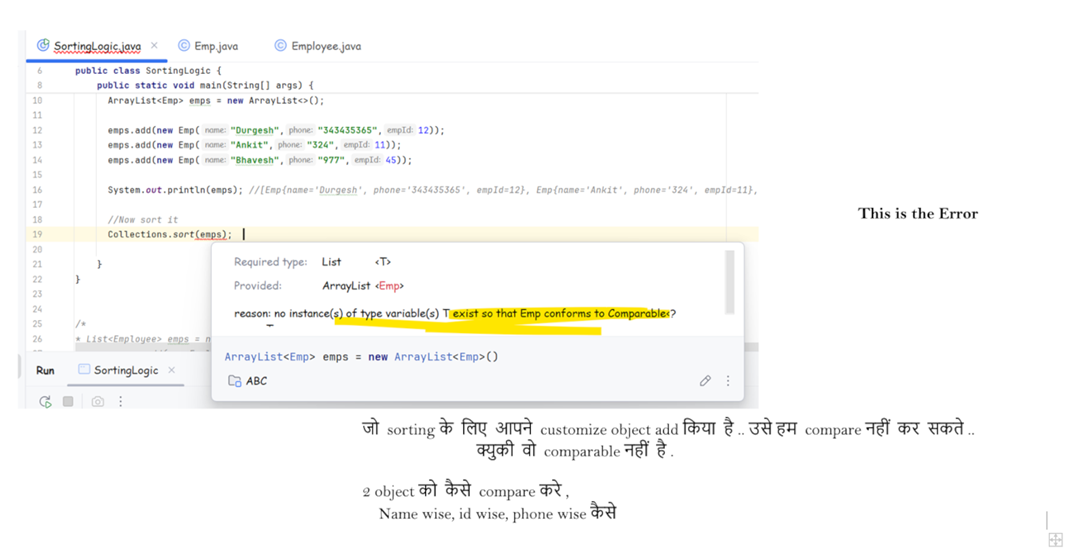 SortingLogic.java × Emp.java Employee.java
6 public class SortingLogic {
8 public static void main(String[] args) {
10 ArrayList<Emp> emps = new ArrayList<>();
11
12 emps.add(new Emp( name: "Durgesh", phone: "343435365", empId: 12));
13 emps.add(new Emp( name: "Ankit", phone: "324", empId: 11));
14 emps.add(new Emp( name: "Bhavesh", phone: "977", empId: 45));
15
16 System.out.println(emps); //[Emp{name='Durgesh', phone='343435365', empId=12}, Emp{name='Ankit', phone='324', empId=11},
17
This is the Error
18 //Now sort it
19 Collections.sort(emps);
20
21 }
22 }
23
24
25 /*
26 * List<Employee> emps = n
Required type: List <T>
Provided: ArrayList <Emp>
reason: no instance(s) of type variable(s) T exist so that Emp conforms to Comparable<?
T
ArrayList<Emp> emps = new ArrayList<Emp>()
ABC
Run SortingLogic ×
जो sorting के लिए आपने customize object add किया है .. उसे हम compare नहीं कर सकते ..
क्युकी वो comparable नहीं है .
2 object को कैसे compare करे ,
Name wise, id wise, phone wise कैसे